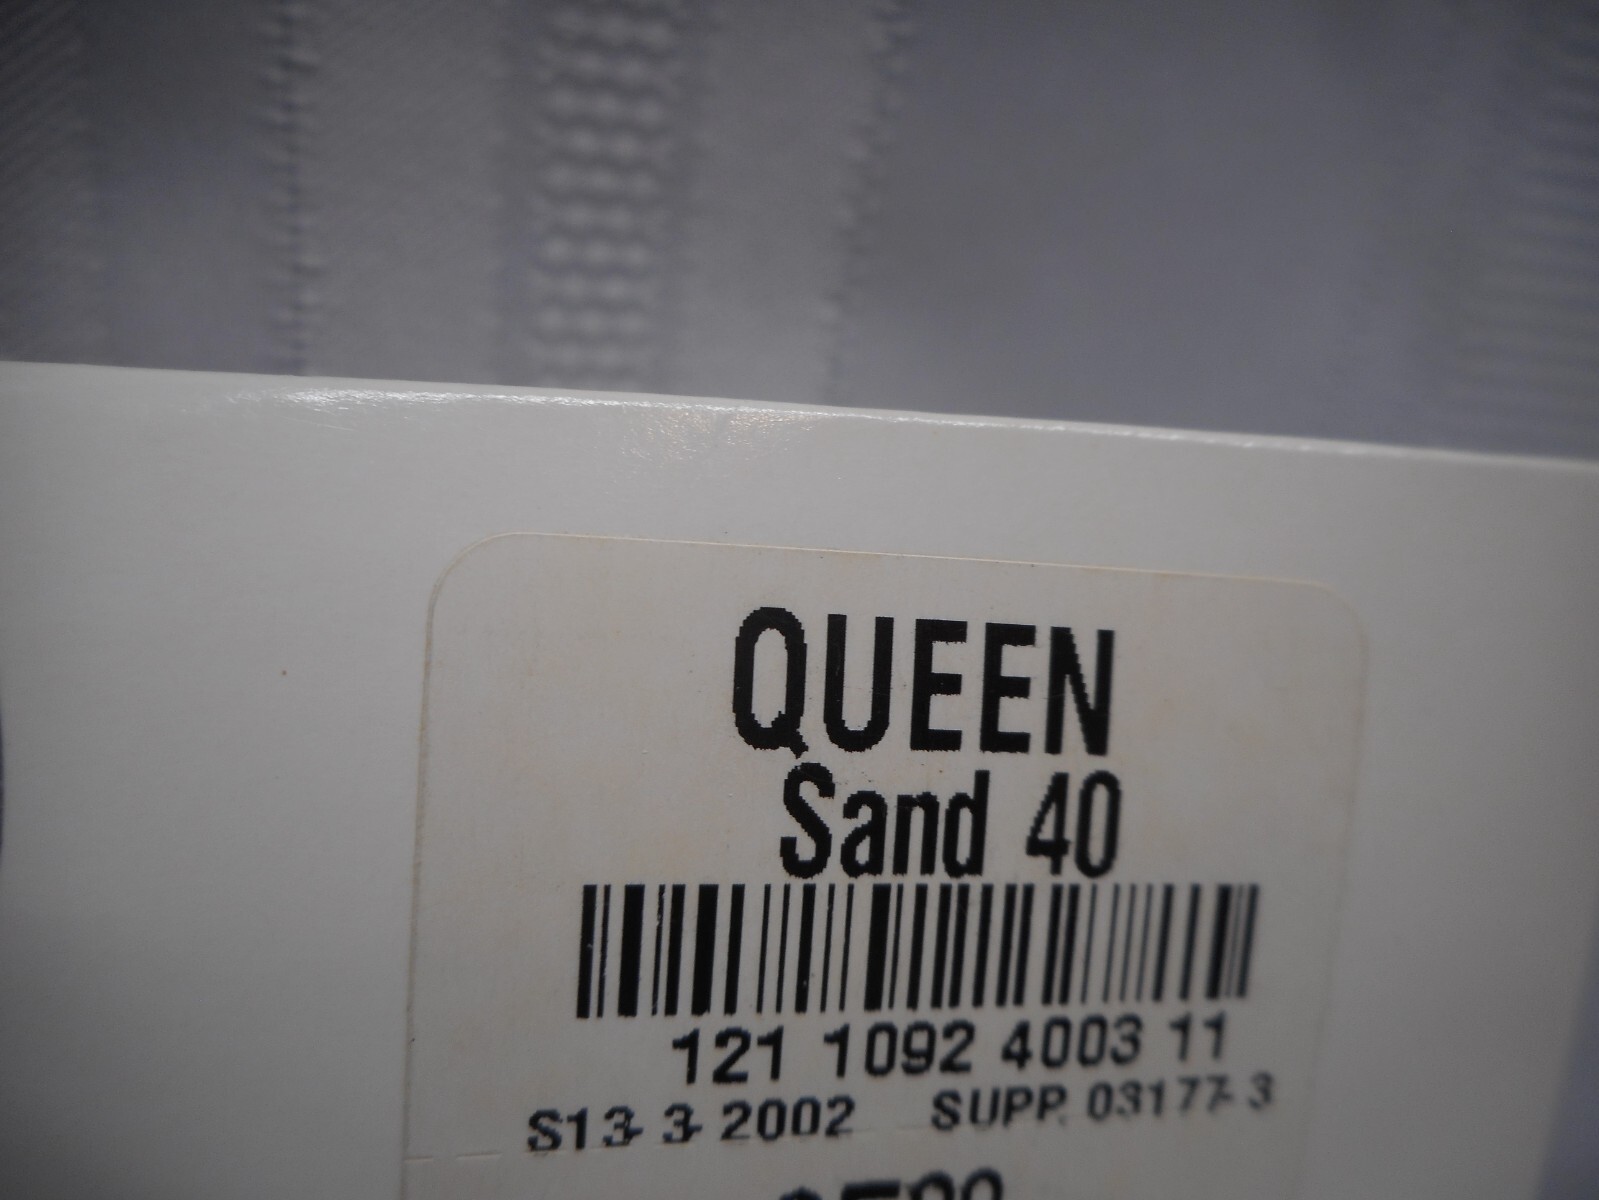 QUEEN
Sand 40
121 1092 4003 11
S13-3-2002 SUPP. 03177-3